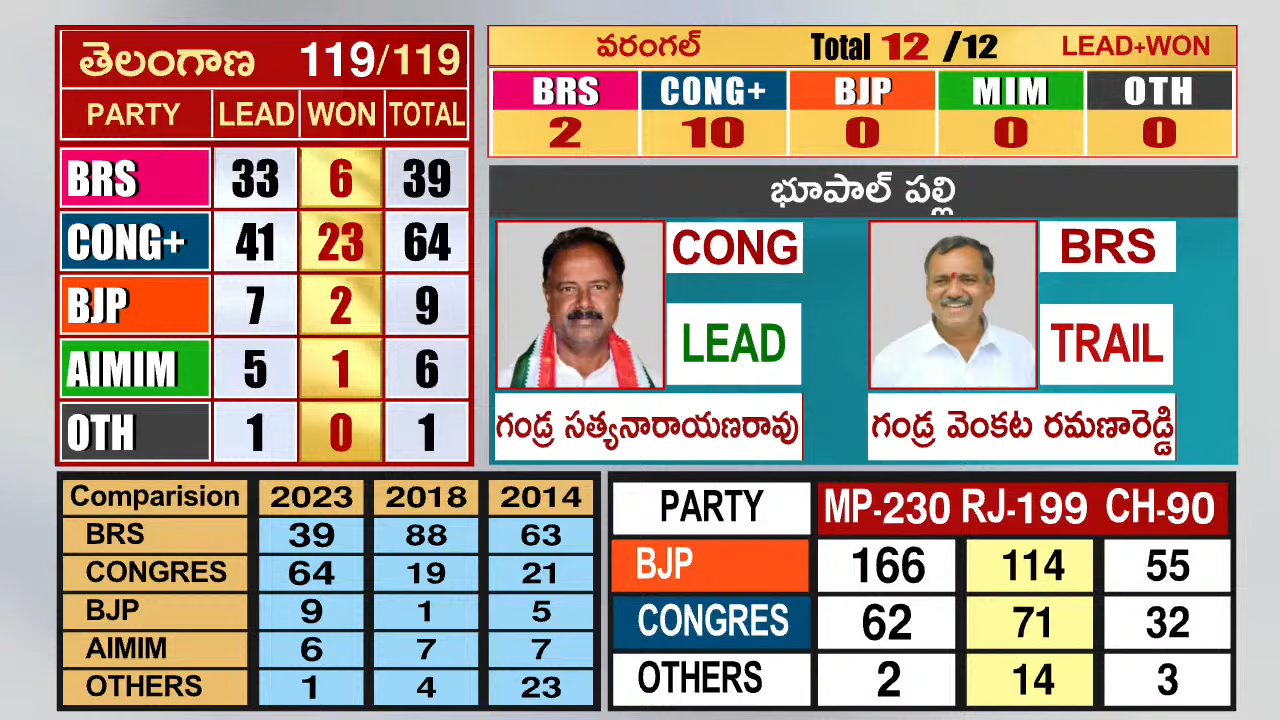 తెలంగాణ 119/119
PARTY LEAD WON TOTAL
BRS 33 6 39
CONG+ 41 23 64
BJP 7 2 9
AIMIM 5 1 6
OTH 1 0 1
వరంగల్ Total 12 /12 LEAD+WON
BRS CONG+ BJP MIM OTH
2 10 0 0 0
భూపాల్ పల్లి
CONG BRS
LEAD TRAIL
గండ్ర సత్యనారాయణరావు గండ్ర వెంకట రమణారెడ్డి
Comparision 2023 2018 2014
BRS 39 88 63
CONGRES 64 19 21
BJP 9 1 5
AIMIM 6 7 7
OTHERS 1 4 23
PARTY MP-230 RJ-199 CH-90
BJP 166 114 55
CONGRES 62 71 32
OTHERS 2 14 3